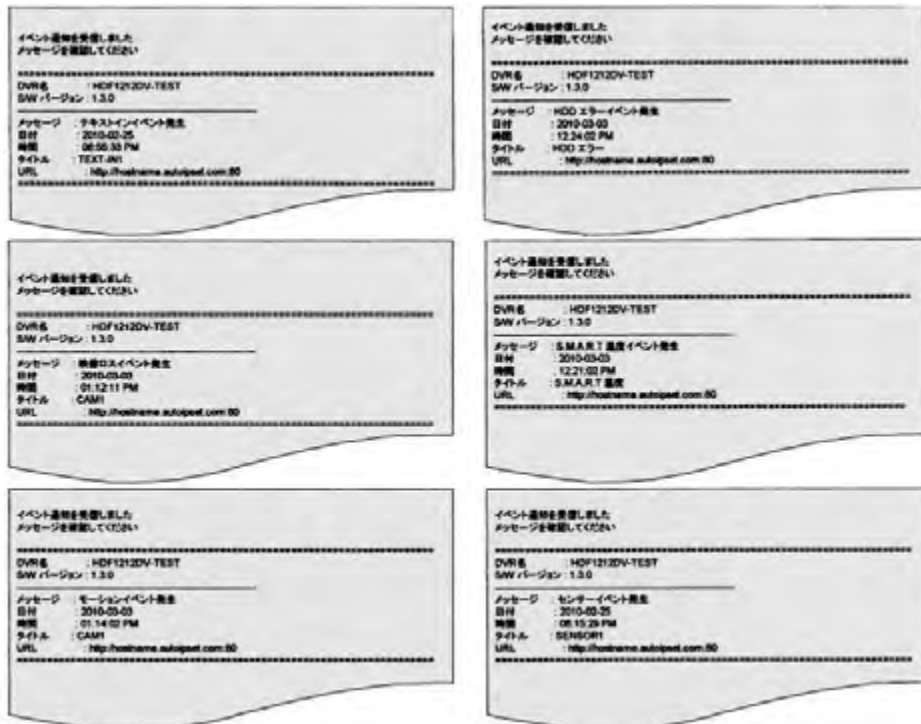 イベント通知を受信しました
メッセージを確認してください
DVR名 : HDF1212DV-TEST
S/W バージョン : 1.3.0
メッセージ : テキストインイベント発生
日付 : 2010-02-25
時間 : 08:55:33 PM
タイトル : TEXT-IN1
URL : http://hostname.autoipset.com:80
イベント通知を受信しました
メッセージを確認してください
DVR名 : HDF1212DV-TEST
S/W バージョン : 1.3.0
メッセージ : HDD エラーイベント発生
日付 : 2010-03-03
時間 : 12:24:02 PM
タイトル : HDD エラー
URL : http://hostname.autoipset.com:80
イベント通知を受信しました
メッセージを確認してください
DVR名 : HDF1212DV-TEST
S/W バージョン : 1.3.0
メッセージ : 映像ロスイベント発生
日付 : 2010-03-03
時間 : 01:12:11 PM
タイトル : CAM1
URL : http://hostname.autoipset.com:80
イベント通知を受信しました
メッセージを確認してください
DVR名 : HDF1212DV-TEST
S/W バージョン : 1.3.0
メッセージ : S.M.A.R.T 温度イベント発生
日付 : 2010-03-03
時間 : 12:21:02 PM
タイトル : S.M.A.R.T 温度
URL : http://hostname.autoipset.com:80
イベント通知を受信しました
メッセージを確認してください
DVR名 : HDF1212DV-TEST
S/W バージョン : 1.3.0
メッセージ : モーションイベント発生
日付 : 2010-03-03
時間 : 01:14:02 PM
タイトル : CAM1
URL : http://hostname.autoipset.com:80
イベント通知を受信しました
メッセージを確認してください
DVR名 : HDF1212DV-TEST
S/W バージョン : 1.3.0
メッセージ : センサーイベント発生
日付 : 2010-02-25
時間 : 08:15:29 PM
タイトル : SENSOR1
URL : http://hostname.autoipset.com:80